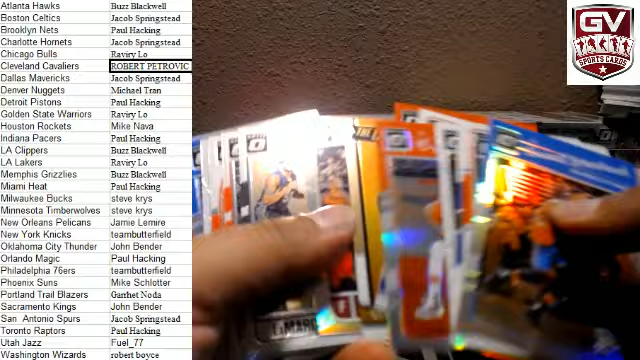 Atlanta Hawks Buzz Blackwell
Boston Celtics Jacob Springstead
Brooklyn Nets Paul Hacking
Charlotte Hornets Jacob Springstead
Chicago Bulls Raviry Lo
Cleveland Cavaliers ROBERT PETROVIC
Dallas Mavericks Jacob Springstead
Denver Nuggets Michael Tran
Detroit Pistons Paul Hacking
Golden State Warriors Raviry Lo
Houston Rockets Mike Nava
Indiana Pacers Paul Hacking
LA Clippers Buzz Blackwell
LA Lakers Raviry Lo
Memphis Grizzlies Buzz Blackwell
Miami Heat Paul Hacking
Milwaukee Bucks steve krys
Minnesota Timberwolves steve krys
New Orleans Pelicans Jamie Lemire
New York Knicks teambutterfield
Oklahoma City Thunder John Bender
Orlando Magic Paul Hacking
Philadelphia 76ers teambutterfield
Phoenix Suns Mike Schlotter
Portland Trail Blazers Garrhet Noda
Sacramento Kings John Bender
San Antonio Spurs Jacob Springstead
Toronto Raptors Paul Hacking
Utah Jazz Fuel_77
Washington Wizards robert boyce
GV
SPORTS CARDS
THE
LAMAR